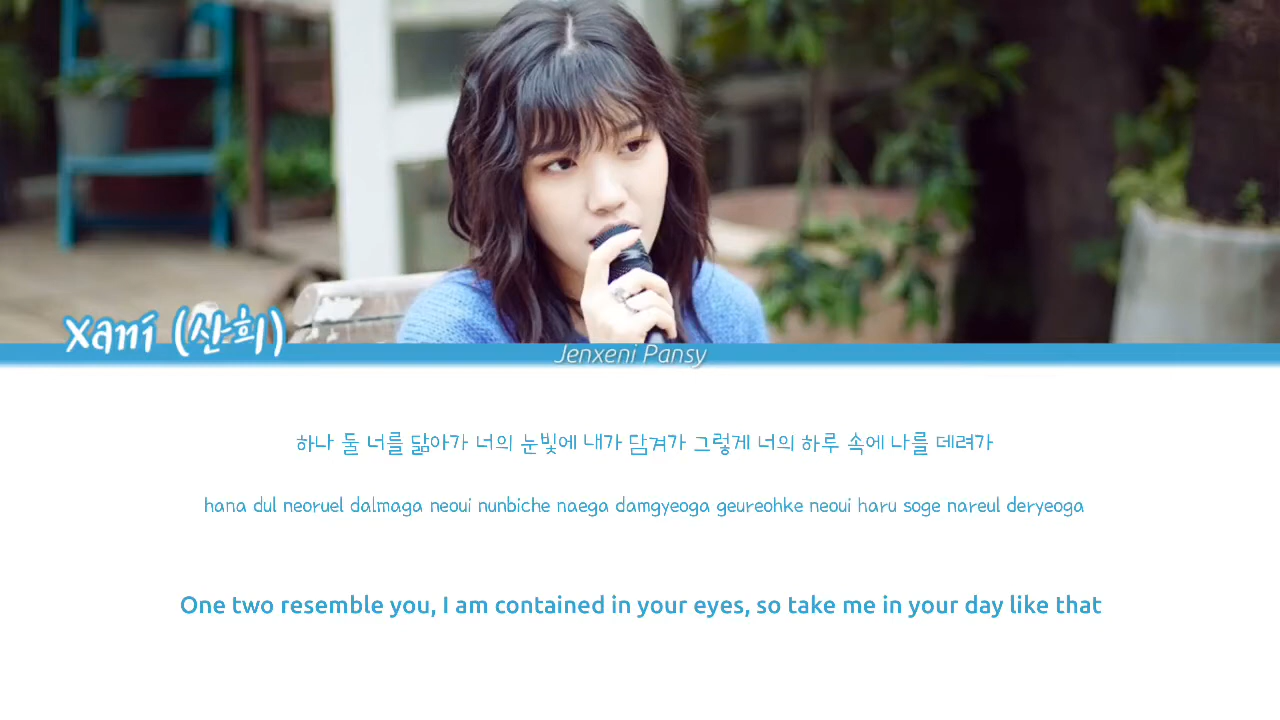 Xaní (산희)
Jenxeni Pansy
하나 둘 너를 닮아가 너의 눈빛에 내가 담겨가 그렇게 너의 하루 속에 나를 데려가
hana dul neoruel dalmaga neoui nunbiche naega damgyeoga geureohke neoui haru soge nareul deryeoga
One two resemble you, I am contained in your eyes, so take me in your day like that